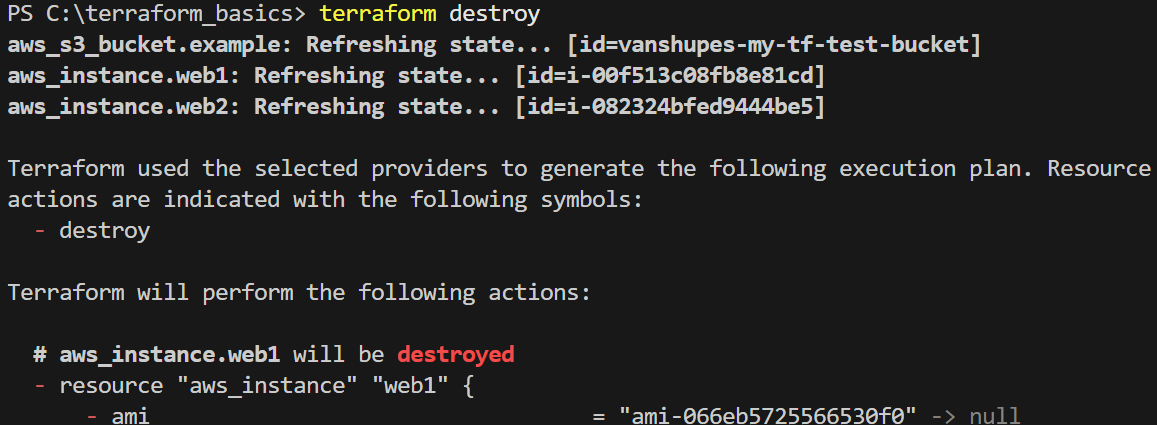 PS C:\terraform_basics> terraform destroy
aws_s3_bucket.example: Refreshing state... [id=vanshupes-my-tf-test-bucket]
aws_instance.web1: Refreshing state... [id=i-00f513c08fb8e81cd]
aws_instance.web2: Refreshing state... [id=i-082324bfed9444be5]
Terraform used the selected providers to generate the following execution plan. Resource
actions are indicated with the following symbols:
- destroy
Terraform will perform the following actions:
# aws_instance.web1 will be destroyed
- resource "aws_instance" "web1" {
- ami = "ami-066eb5725566530f0" -> null